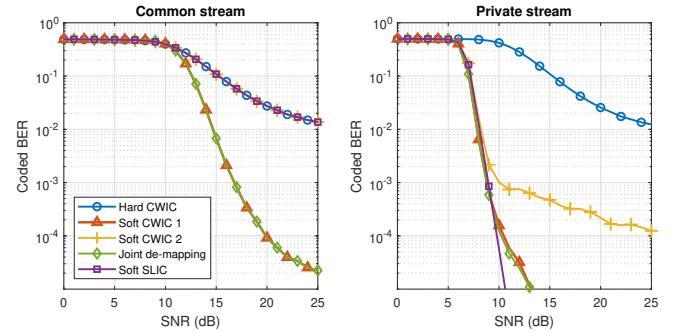 Common stream
Private stream
10^0
10^-1
10^-2
10^-3
10^-4
Coded BER
Hard CWIC
Soft CWIC 1
Soft CWIC 2
Joint de-mapping
Soft SLIC
0 5 10 15 20 25
SNR (dB)
10^0
10^-1
10^-2
10^-3
10^-4
Coded BER
0 5 10 15 20 25
SNR (dB)